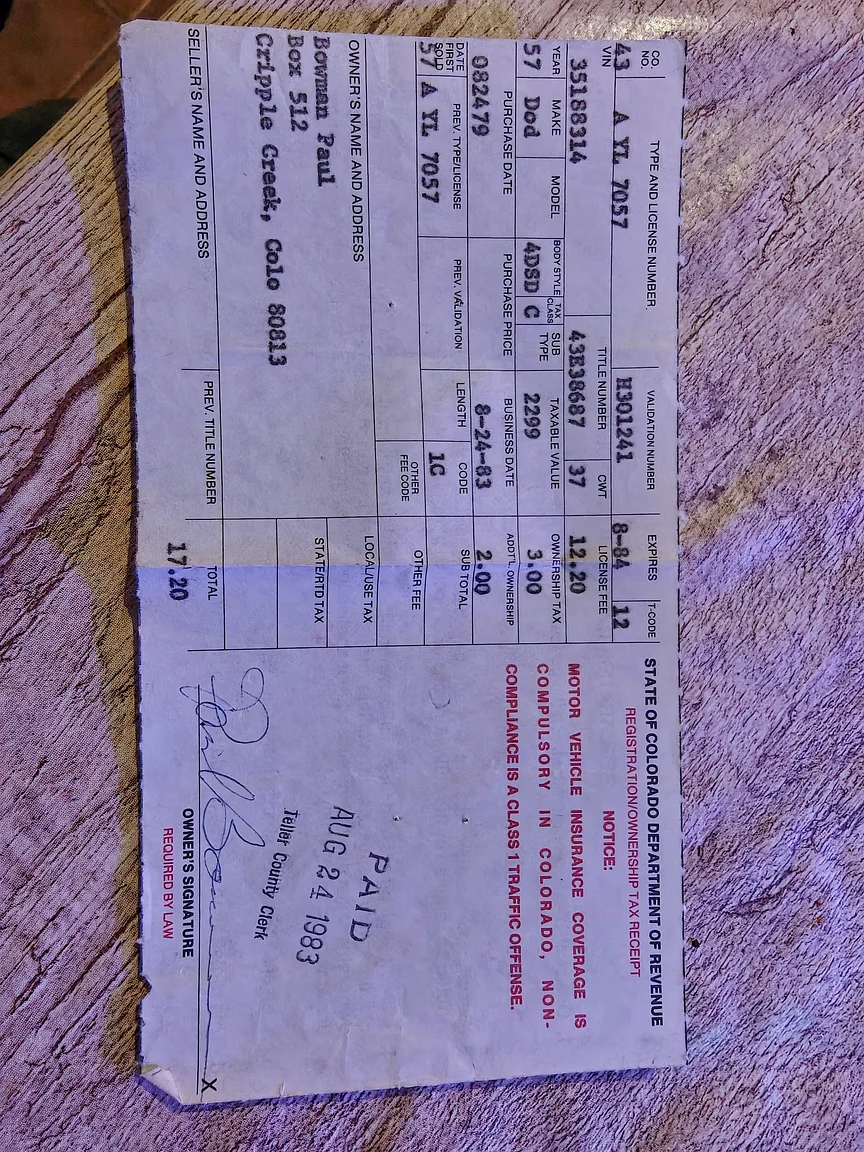 CO. NO. TYPE AND LICENSE NUMBER VALIDATION NUMBER EXPIRES T-CODE
43 A YL 7057 H301241 8-84 12
VIN TITLE NUMBER CWT LICENSE FEE
35188314 43E38687 37 12.20
YEAR MAKE MODEL BODY STYLE TAX CLASS SUB TYPE TAXABLE VALUE OWNERSHIP TAX
57 Dod 4DSD C 2299 3.00
PURCHASE DATE PURCHASE PRICE BUSINESS DATE ADDT'L. OWNERSHIP
082479 8-24-83 2.00
DATE FIRST SOLD PREV. TYPE/LICENSE PREV. VALIDATION LENGTH CODE SUB TOTAL
57 A YL 7057 1C
OTHER FEE CODE OTHER FEE
OWNER'S NAME AND ADDRESS LOCAL/USE TAX
Bowman Paul
Box 512 STATE/RTD TAX
Cripple Creek, Colo 80813
SELLER'S NAME AND ADDRESS PREV. TITLE NUMBER TOTAL
17.20
STATE OF COLORADO DEPARTMENT OF REVENUE
REGISTRATION/OWNERSHIP TAX RECEIPT
NOTICE:
MOTOR VEHICLE INSURANCE COVERAGE IS
COMPULSORY IN COLORADO, NON-
COMPLIANCE IS A CLASS 1 TRAFFIC OFFENSE.
PAID
AUG 24 1983
Teller County Clerk
Paul Bowman X
OWNER'S SIGNATURE
REQUIRED BY LAW